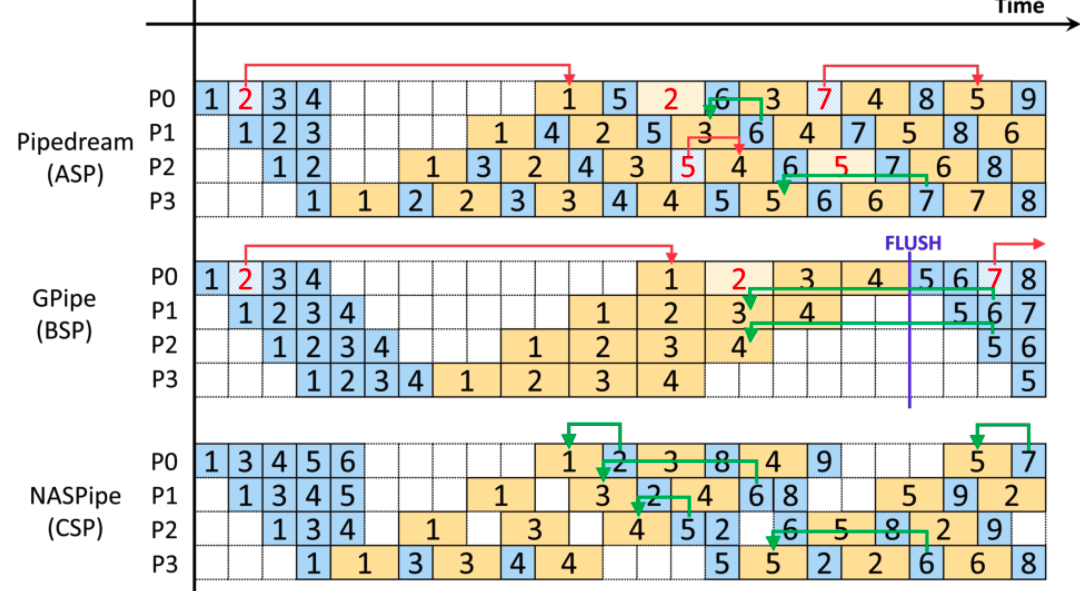 Time
P0 1 2 3 4 1 5 2 6 3 7 4 8 5 9
Pipedream
(ASP)
P1 1 2 3 1 4 2 5 3 6 4 7 5 8 6
P2 1 2 1 3 2 4 3 5 4 6 5 7 6 8
P3 1 1 2 2 3 3 4 4 5 5 6 6 7 7 8
FLUSH
P0 1 2 3 4 1 2 3 4 5 6 7 8
GPipe
(BSP)
P1 1 2 3 4 1 2 3 4 5 6 7
P2 1 2 3 4 1 2 3 4 5 6
P3 1 2 3 4 1 2 3 4 5
P0 1 3 4 5 6 1 2 3 8 4 9 5 7
NASPipe
(CSP)
P1 1 3 4 5 1 3 2 4 6 8 5 9 2
P2 1 3 4 1 3 4 5 2 6 5 8 2 9
P3 1 1 3 3 4 4 5 5 2 2 6 6 8